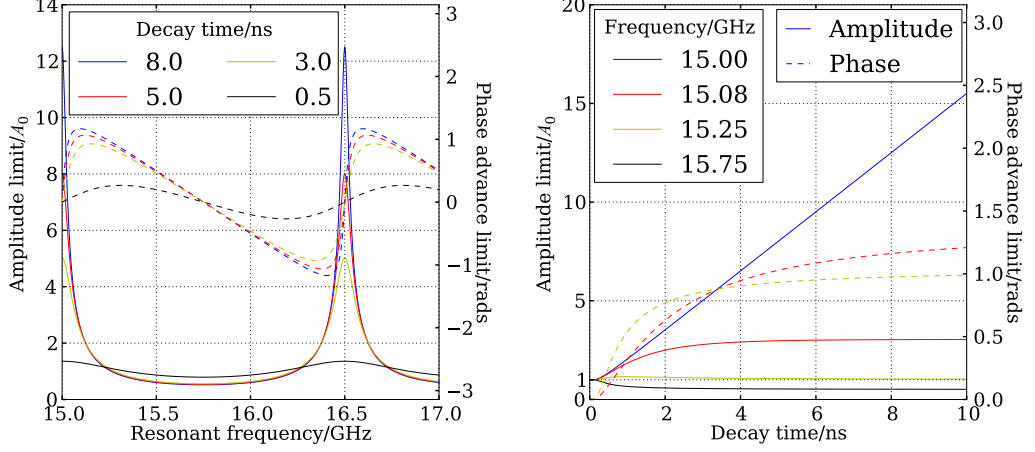 Decay time/ns
8.0 3.0
5.0 0.5
14
12
10
8
6
4
2
0
Amplitude limit/A0
15.0 15.5 16.0 16.5 17.0
Resonant frequency/GHz
3
2
1
0
−1
−2
−3
Phase advance limit/rads
Frequency/GHz
15.00
15.08
15.25
15.75
Amplitude
Phase
20
15
10
5
1
0
Amplitude limit/A0
0 2 4 6 8 10
Decay time/ns
3.0
2.5
2.0
1.5
1.0
0.5
0.0
Phase advance limit/rads